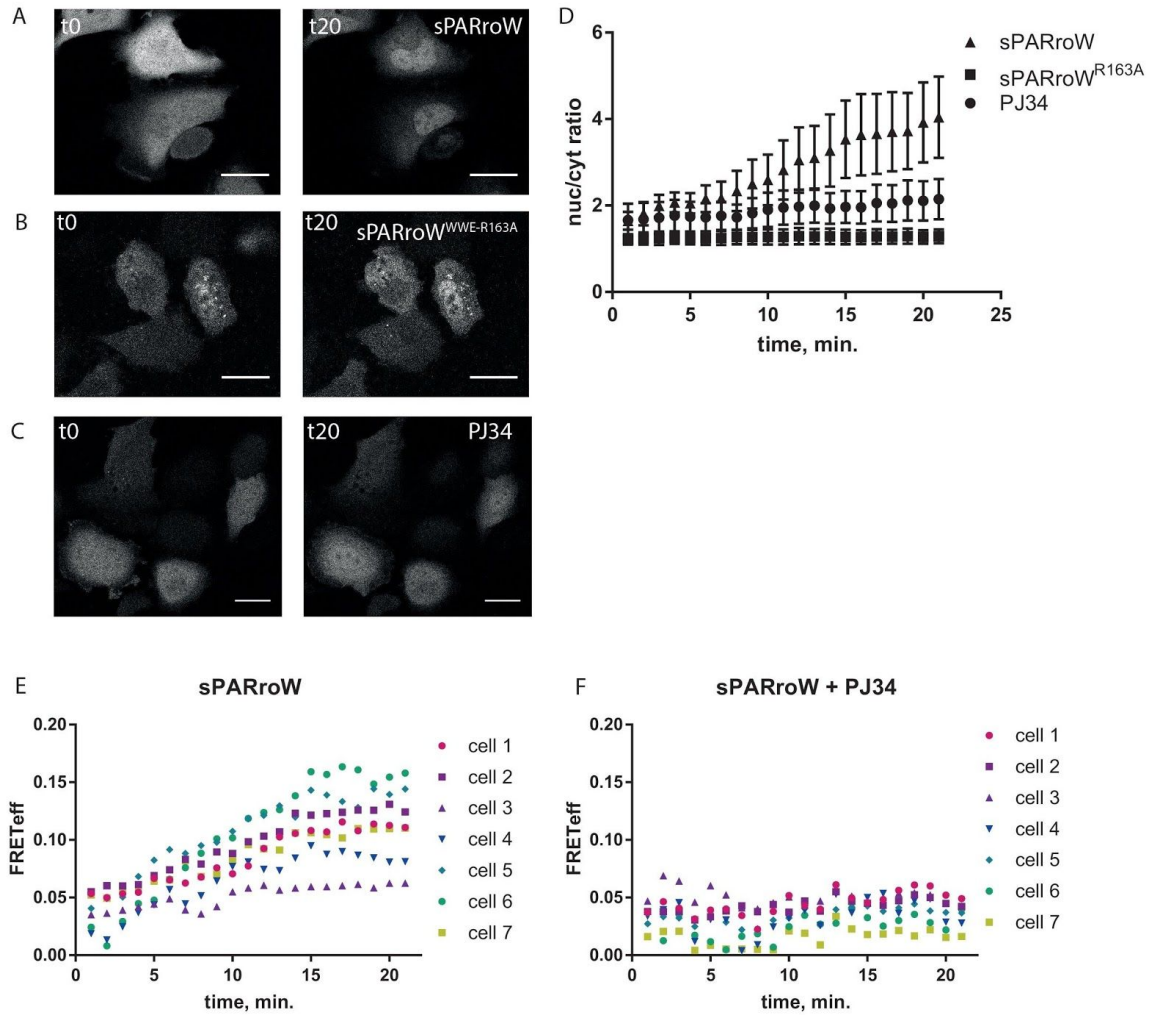 A
t0
t20
sPARroW
B
t0
t20
sPARroWWWE-R163A
C
t0
t20
PJ34
D
6
4
2
0
nuc/cyt ratio
0 5 10 15 20 25
time, min.
sPARroW
sPARroWR163A
PJ34
E
sPARroW
0.20
0.15
0.10
0.05
0.00
FRETeff
0 5 10 15 20
time, min.
cell 1
cell 2
cell 3
cell 4
cell 5
cell 6
cell 7
F
sPARroW + PJ34
0.20
0.15
0.10
0.05
0.00
FRETeff
0 5 10 15 20
time, min.
cell 1
cell 2
cell 3
cell 4
cell 5
cell 6
cell 7